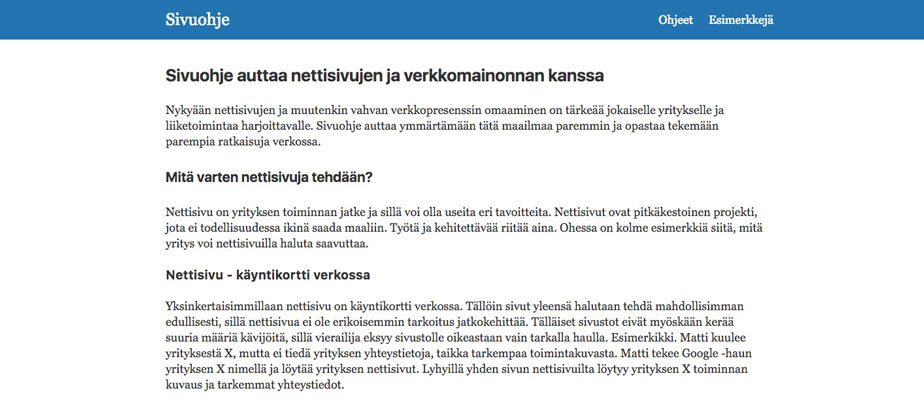 Sivuohje
Ohjeet Esimerkkejä
Sivuohje auttaa nettisivujen ja verkkomainonnan kanssa
Nykyään nettisivujen ja muutenkin vahvan verkkopresenssin omaaminen on tärkeää jokaiselle yritykselle ja
liiketoimintaa harjoittavalle. Sivuohje auttaa ymmärtämään tätä maailmaa paremmin ja opastaa tekemään
parempia ratkaisuja verkossa.
Mitä varten nettisivuja tehdään?
Nettisivu on yrityksen toiminnan jatke ja sillä voi olla useita eri tavoitteita. Nettisivut ovat pitkäkestoinen projekti,
jota ei todellisuudessa ikinä saada maaliin. Työtä ja kehitettävää riitää aina. Ohessa on kolme esimerkkiä siitä, mitä
yritys voi nettisivuilla haluta saavuttaa.
Nettisivu - käyntikortti verkossa
Yksinkertaisimmillaan nettisivu on käyntikortti verkossa. Tällöin sivut yleensä halutaan tehdä mahdollisimman
edullisesti, sillä nettisivua ei ole erikoisemmin tarkoitus jatkokehittää. Tälläiset sivustot eivät myöskään kerää
suuria määriä kävijöitä, sillä vierailija eksyy sivustolle oikeastaan vain tarkalla haulla. Esimerkikki. Matti kuulee
yrityksestä X, mutta ei tiedä yrityksen yhteystietoja, taikka tarkempaa toimintakuvasta. Matti tekee Google -haun
yrityksen X nimellä ja löytää yrityksen nettisivut. Lyhyillä yhden sivun nettisivuilta löytyy yrityksen X toiminnan
kuvaus ja tarkemmat yhteystiedot.